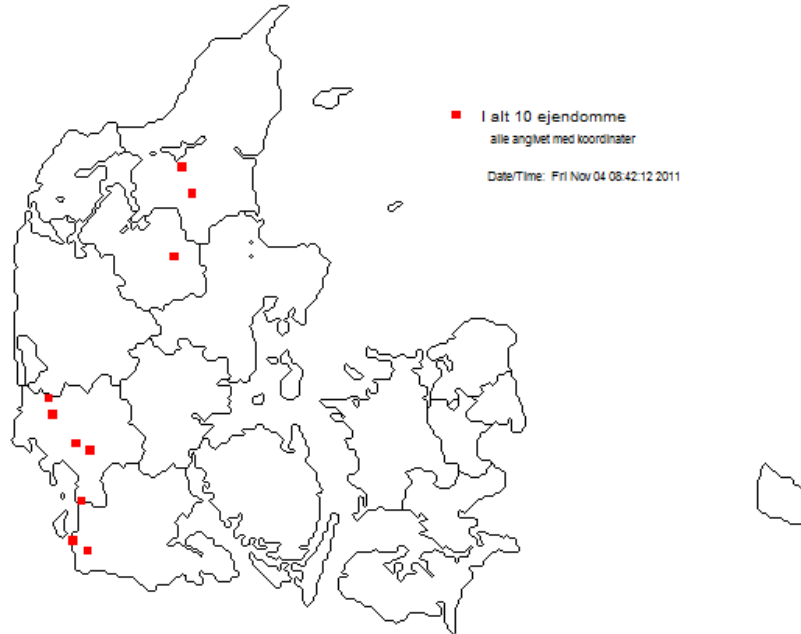 I alt 10 ejendomme
alle angivet med koordinater
Date/Time: Fri Nov 04 08:42:12 2011